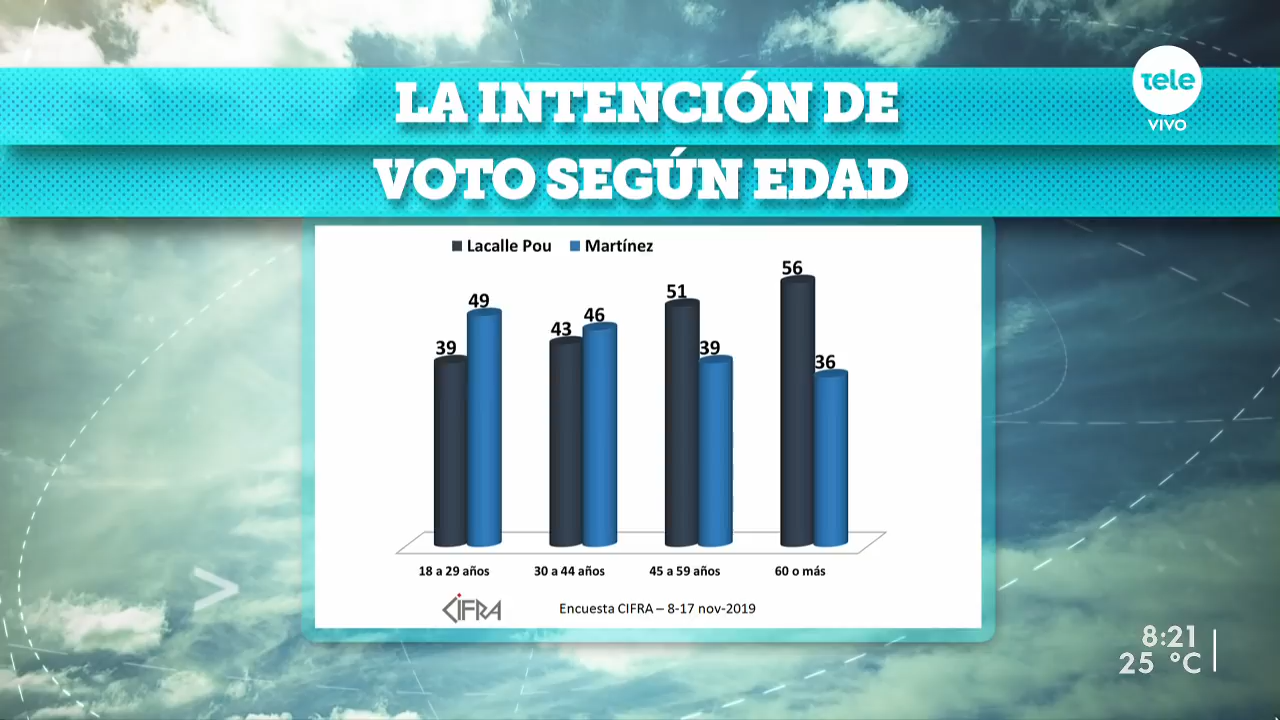 LA INTENCIÓN DE
VOTO SEGÚN EDAD
tele
VIVO
Lacalle Pou Martínez
39 49 43 46 51 39 56 36
18 a 29 años 30 a 44 años 45 a 59 años 60 o más
CIFRA Encuesta CIFRA – 8-17 nov-2019
8:21
25 °C